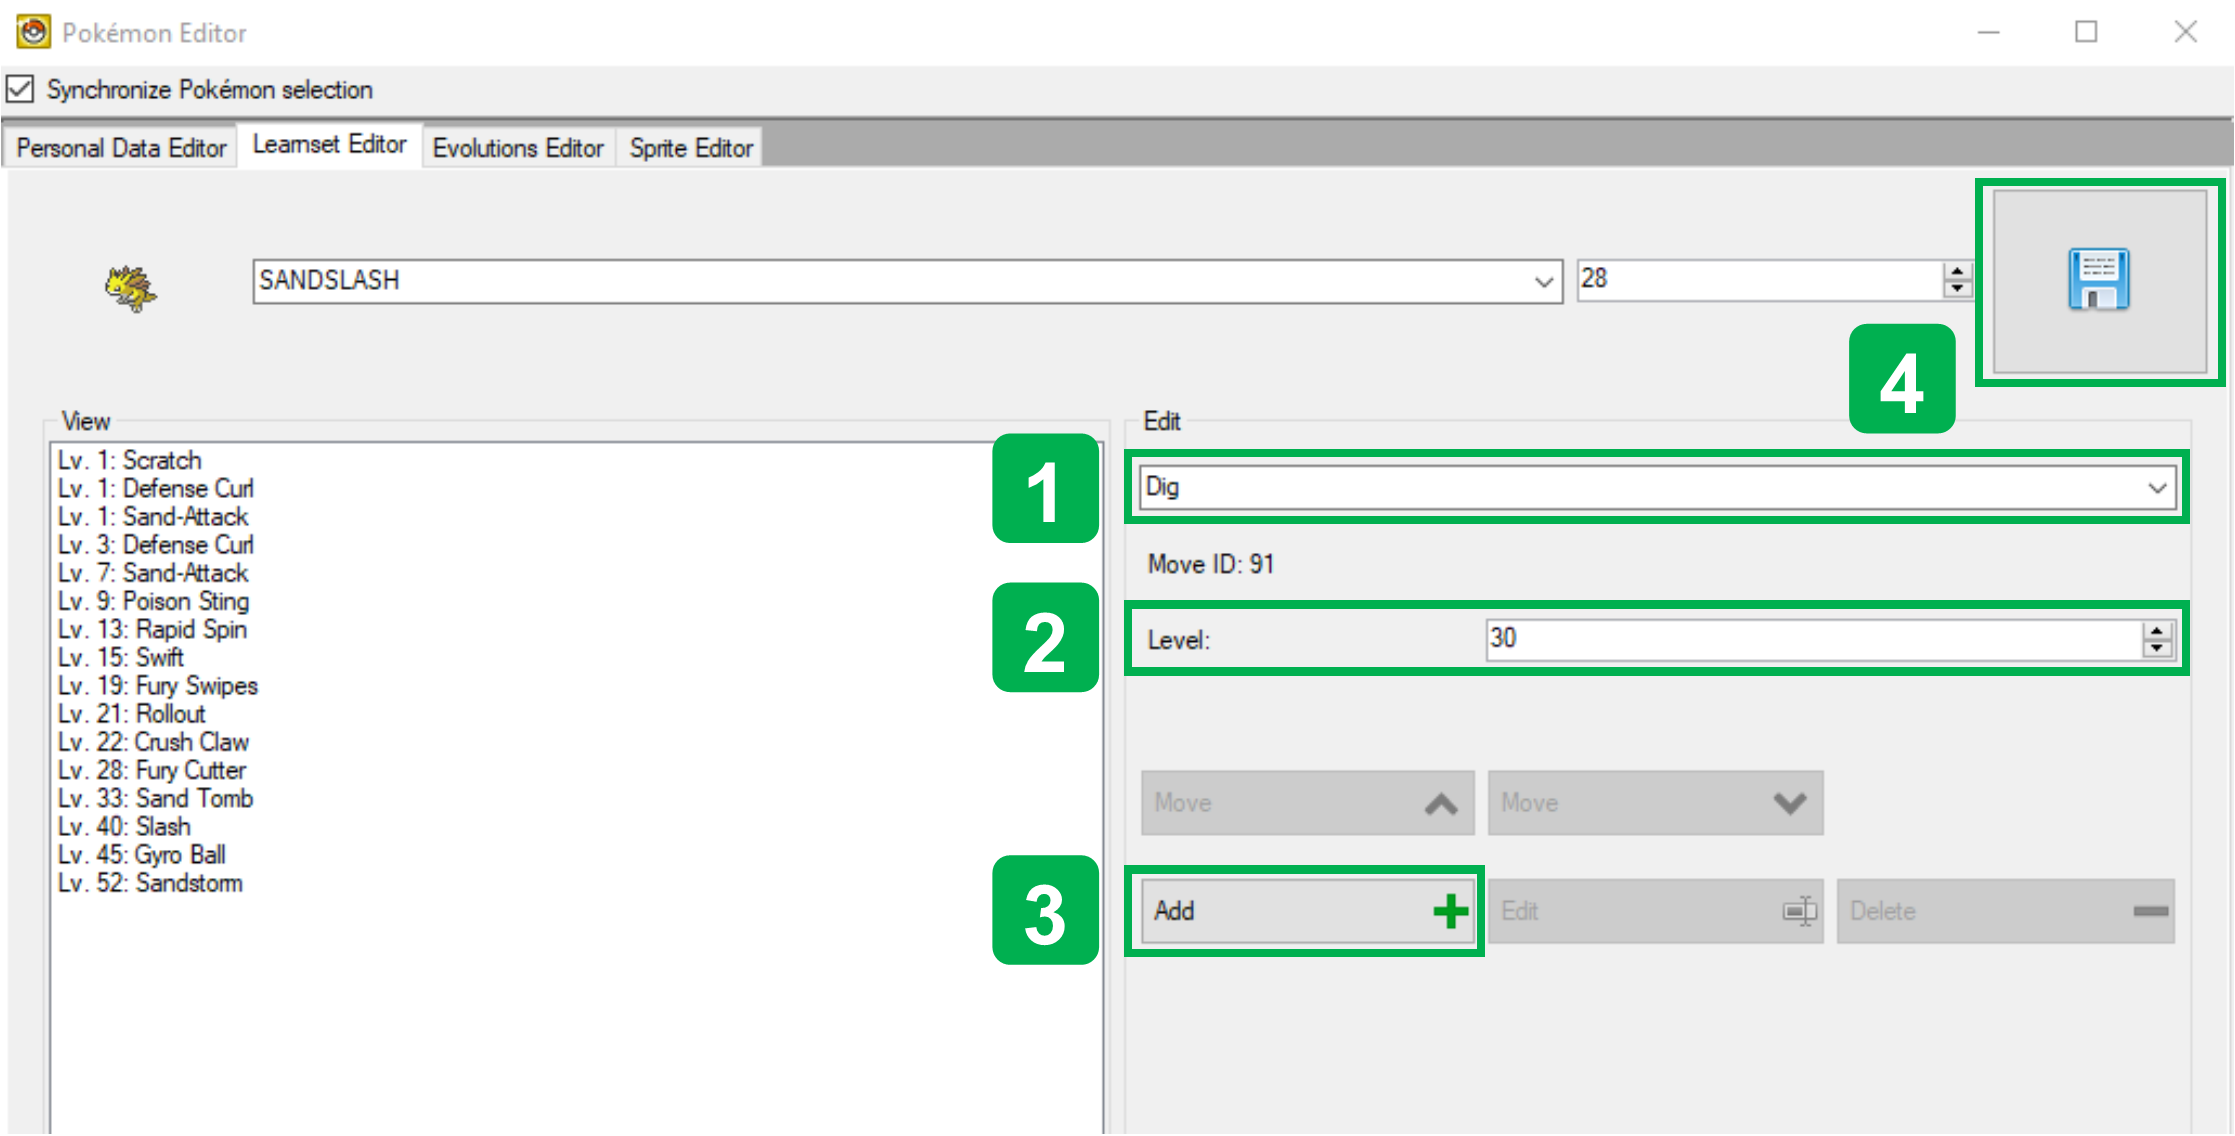 Pokémon Editor
Synchronize Pokémon selection
Personal Data Editor Learnset Editor Evolutions Editor Sprite Editor
SANDSLASH 28
4
View
Lv. 1: Scratch
Lv. 1: Defense Curl
Lv. 1: Sand-Attack
Lv. 3: Defense Curl
Lv. 7: Sand-Attack
Lv. 9: Poison Sting
Lv. 13: Rapid Spin
Lv. 15: Swift
Lv. 19: Fury Swipes
Lv. 21: Rollout
Lv. 22: Crush Claw
Lv. 28: Fury Cutter
Lv. 33: Sand Tomb
Lv. 40: Slash
Lv. 45: Gyro Ball
Lv. 52: Sandstorm
Edit
1 Dig
Move ID: 91
2 Level: 30
Move Move
3 Add Edit Delete